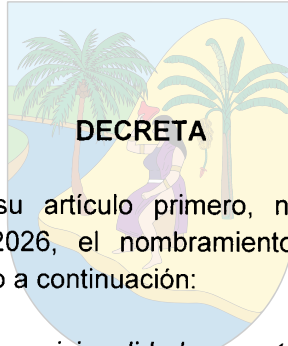 DECRETA
su artículo primero, n
2026, el nombramiento
o a continuación: